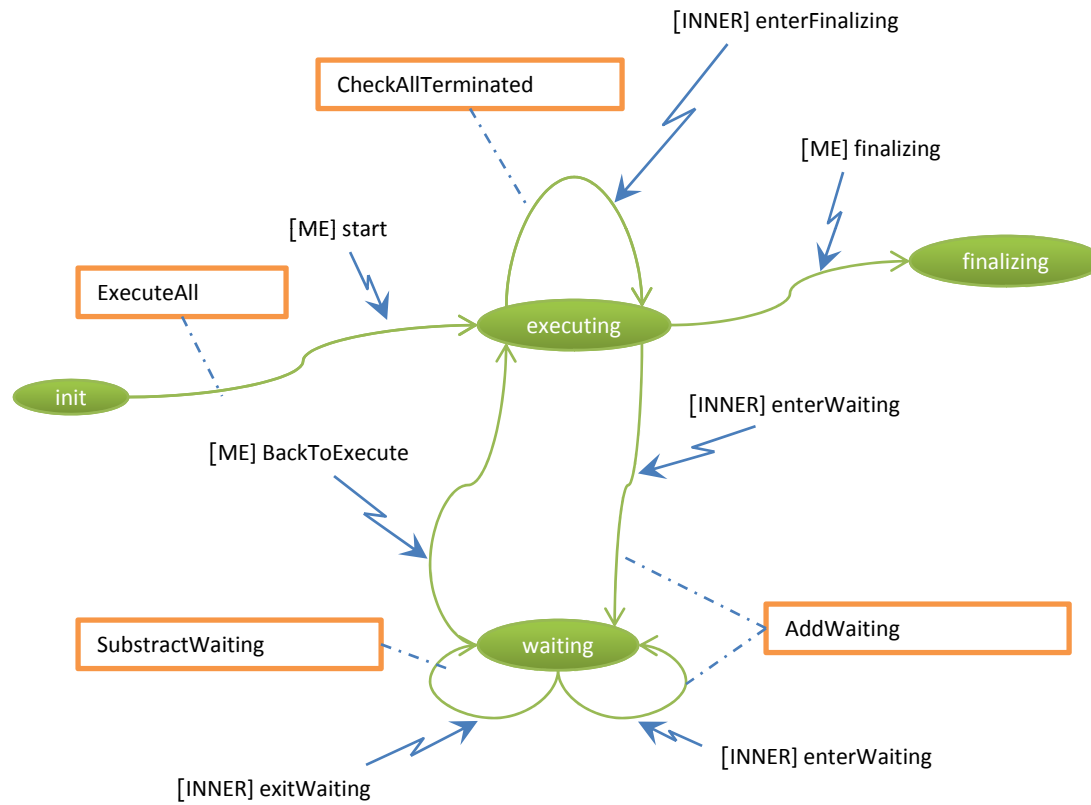 [INNER] enterFinalizing
CheckAllTerminated
[ME] finalizing
[ME] start
finalizing
ExecuteAll
executing
init
[INNER] enterWaiting
[ME] BackToExecute
SubstractWaiting
waiting
AddWaiting
[INNER] enterWaiting
[INNER] exitWaiting